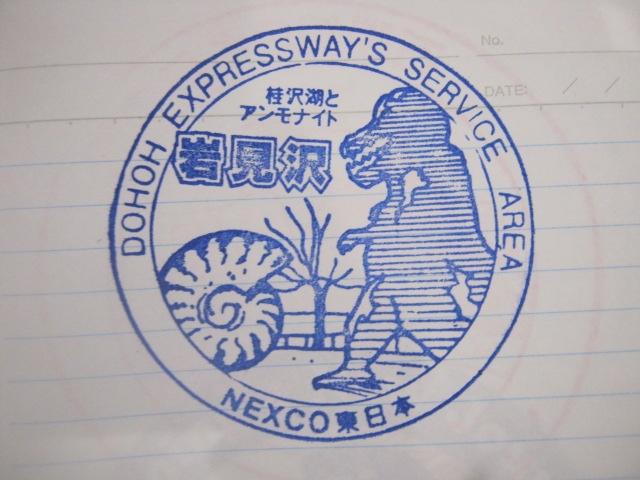 No.
DATE: / /
DOHOH EXPRESSWAY'S SERVICE AREA
桂沢湖と
アンモナイト
岩見沢
NEXCO東日本